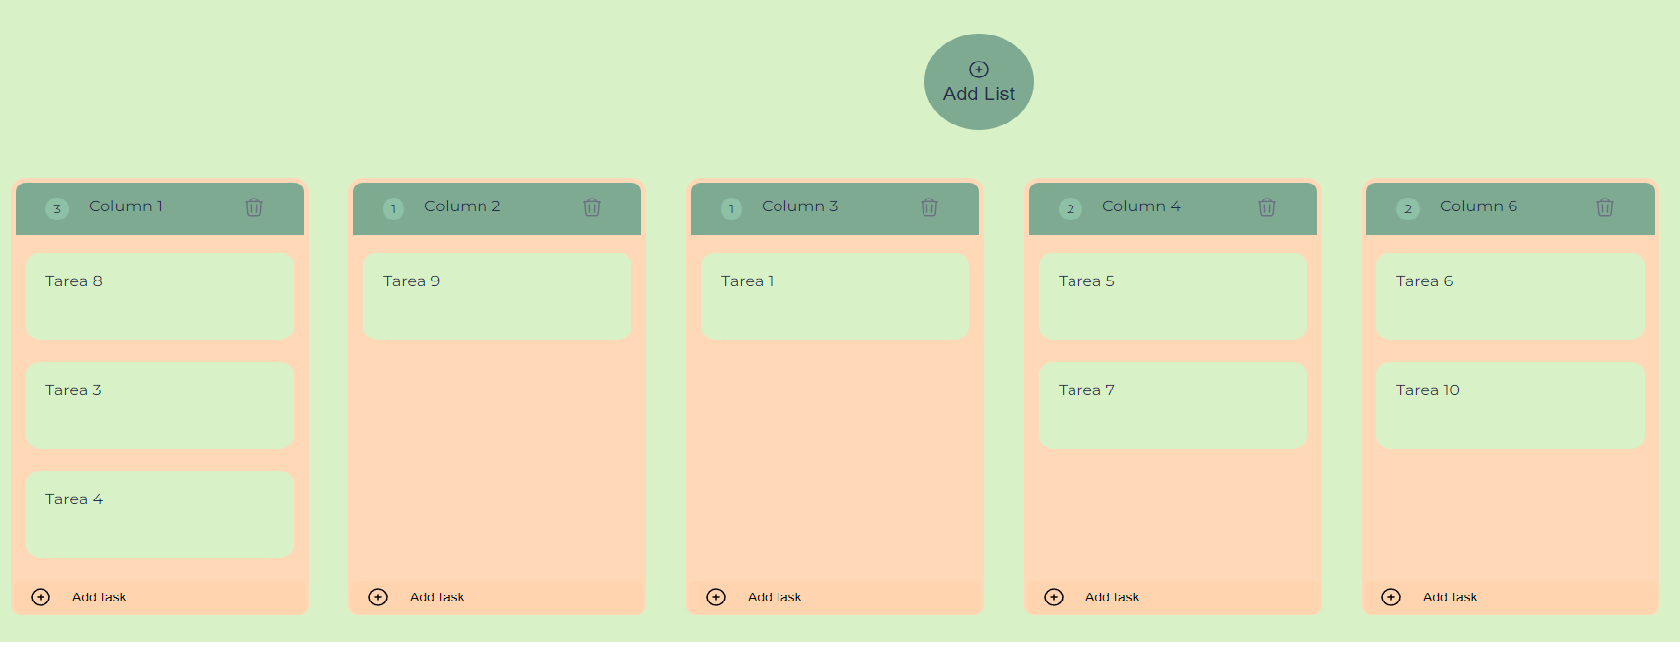 Add List
3 Column 1
Tarea 8
Tarea 3
Tarea 4
Add task
1 Column 2
Tarea 9
Add task
1 Column 3
Tarea 1
Add task
2 Column 4
Tarea 5
Tarea 7
Add task
2 Column 6
Tarea 6
Tarea 10
Add task